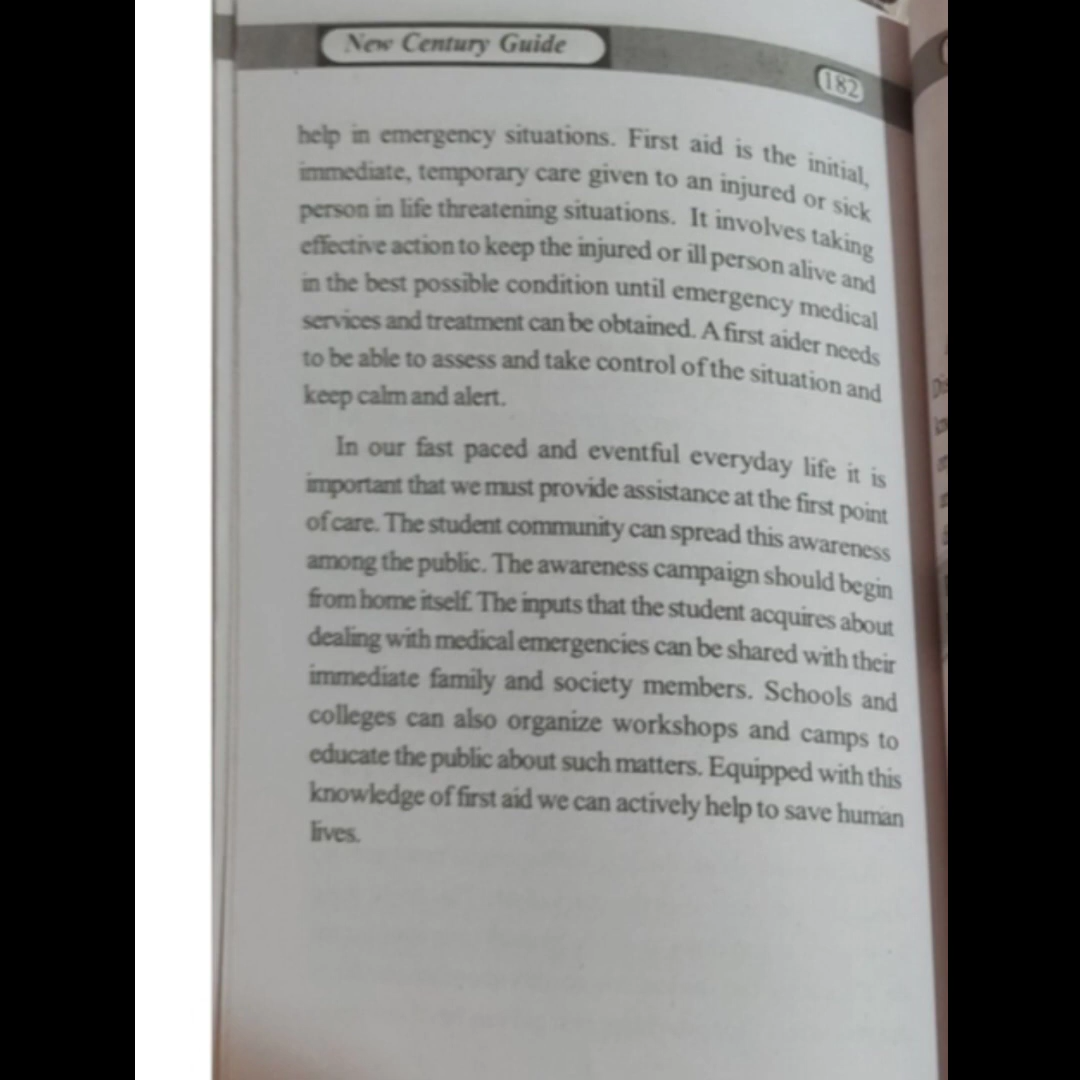 New Century Guide
182
help in emergency situations. First aid is the initial,
immediate, temporary care given to an injured or sick
person in life threatening situations. It involves taking
effective action to keep the injured or ill person alive and
in the best possible condition until emergency medical
services and treatment can be obtained. A first aider needs
to be able to assess and take control of the situation and
keep calm and alert.
In our fast paced and eventful everyday life it is
important that we must provide assistance at the first point
of care. The student community can spread this awareness
among the public. The awareness campaign should begin
from home itself. The inputs that the student acquires about
dealing with medical emergencies can be shared with their
immediate family and society members. Schools and
colleges can also organize workshops and camps to
educate the public about such matters. Equipped with this
knowledge of first aid we can actively help to save human
lives.